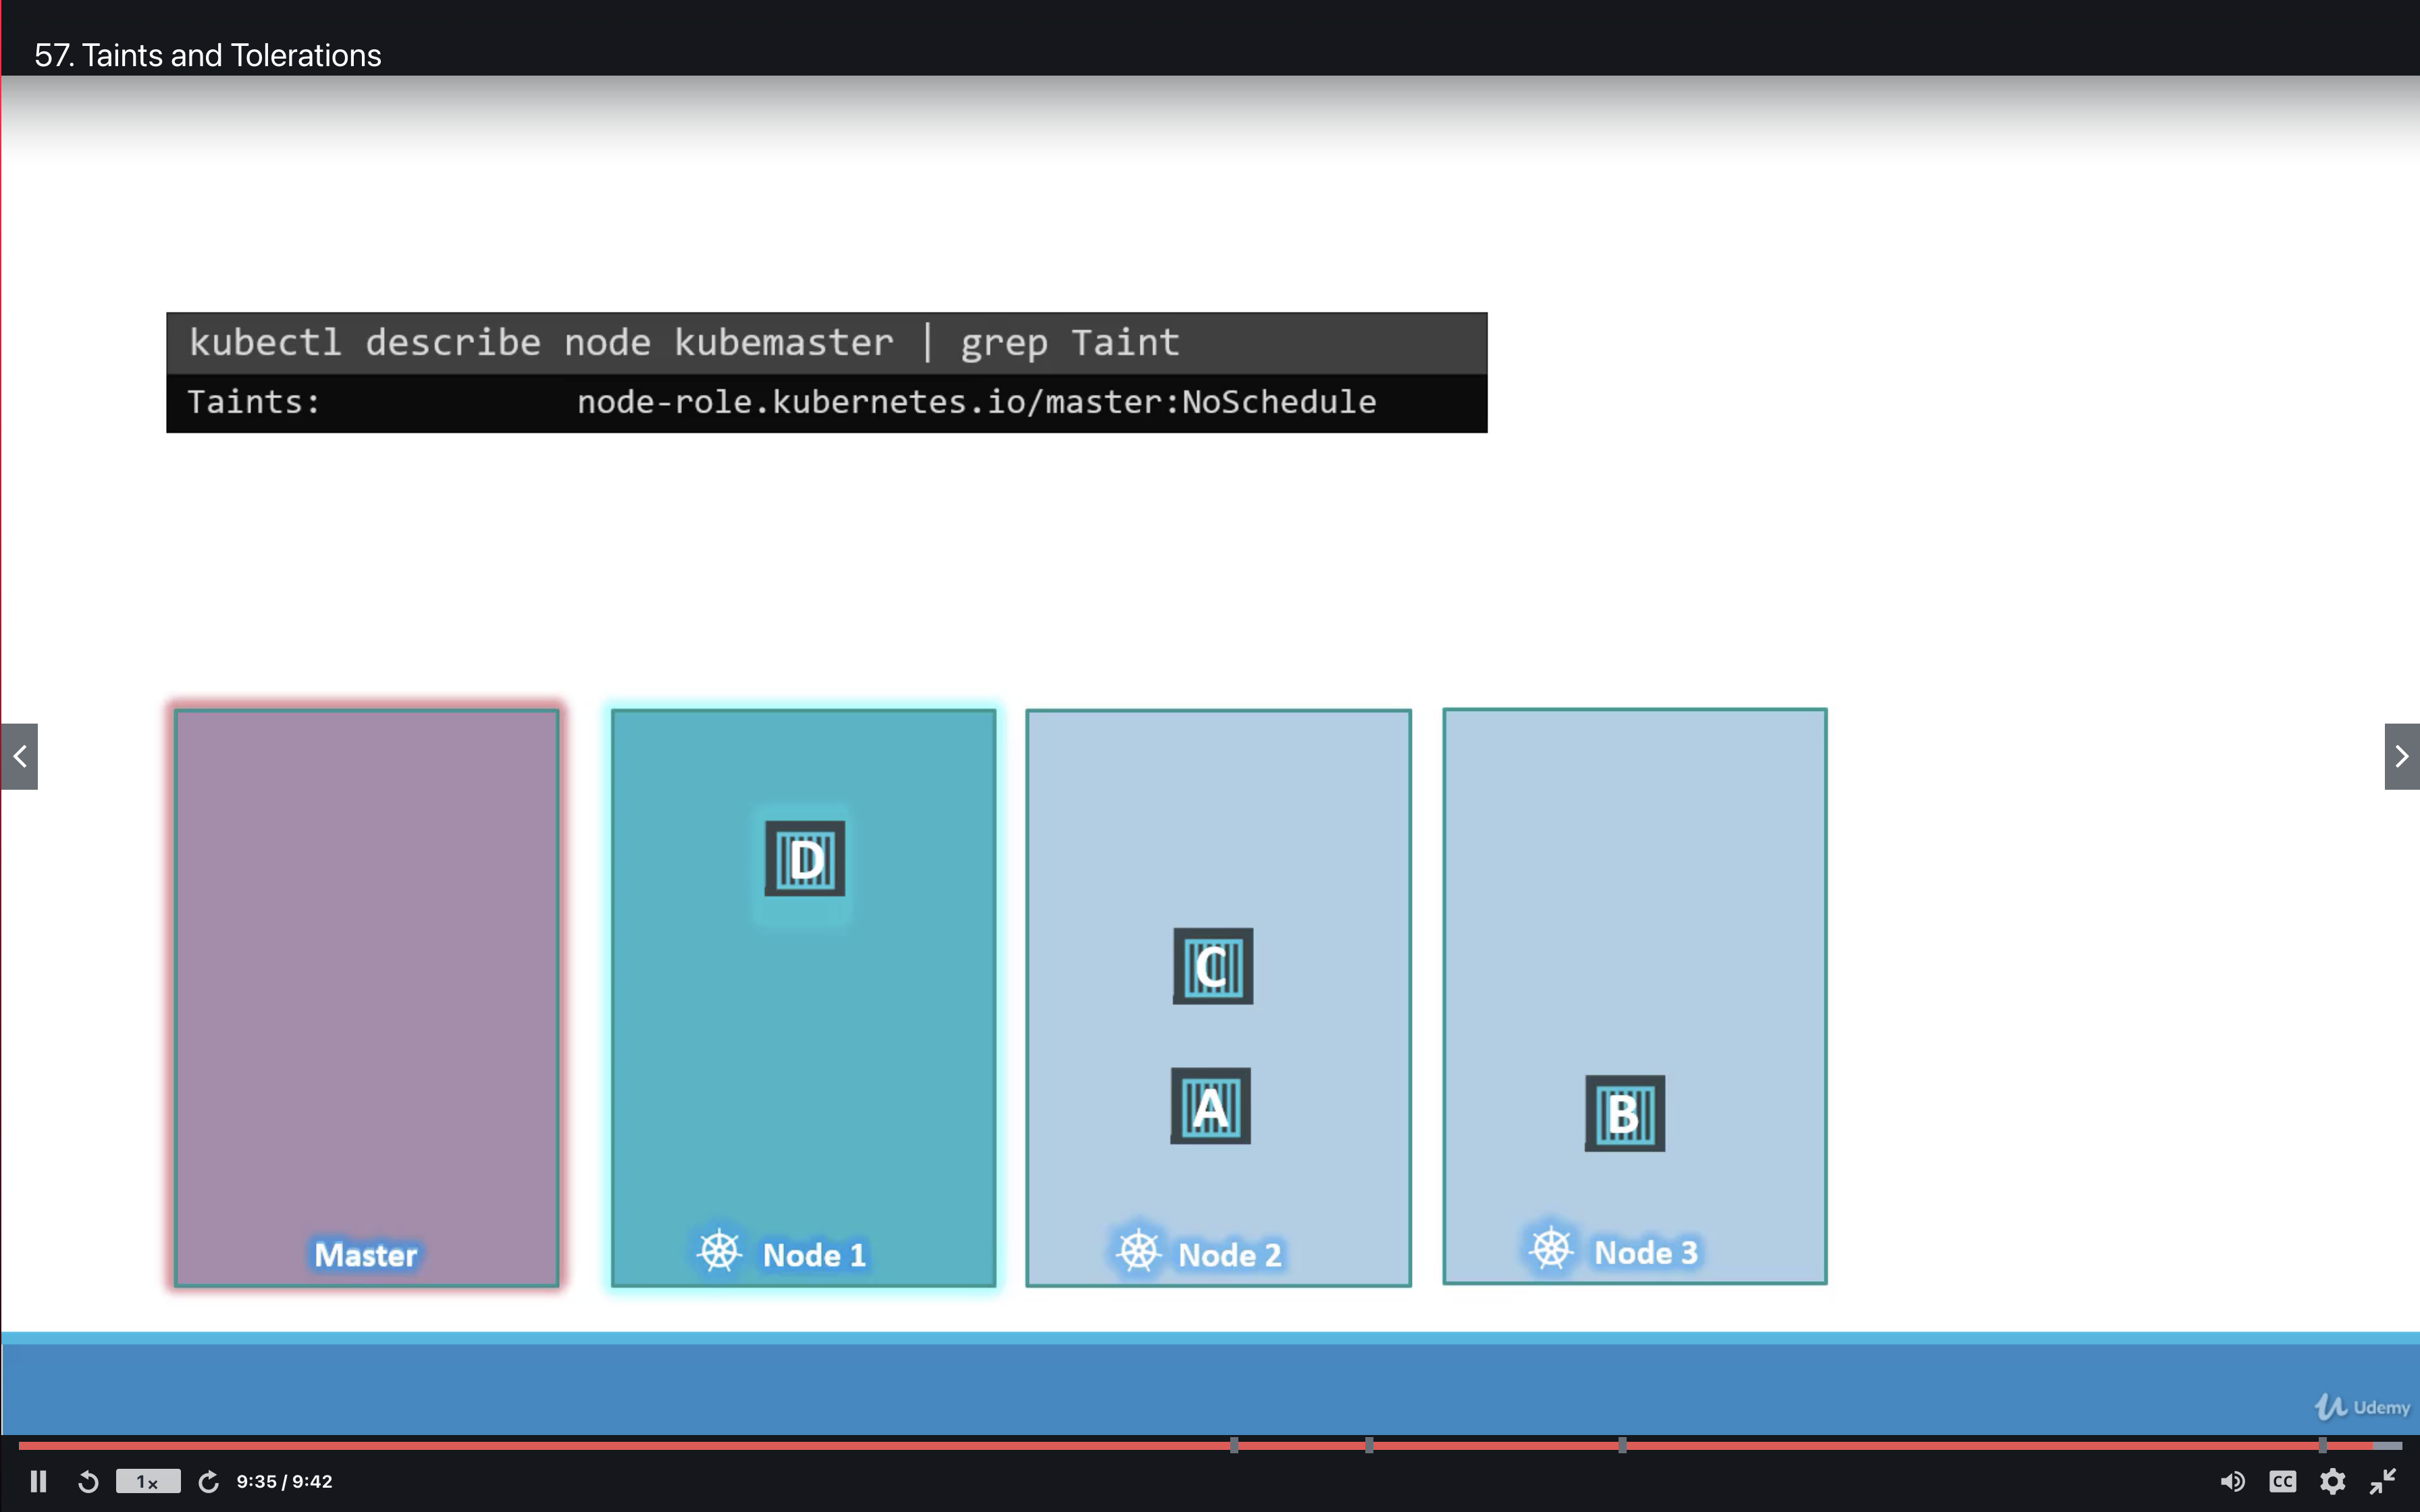 57. Taints and Tolerations
kubectl describe node kubemaster | grep Taint
Taints: node-role.kubernetes.io/master:NoSchedule
D
C
A
B
Master
Node 1
Node 2
Node 3
Udemy
1x
9:35 / 9:42
CC